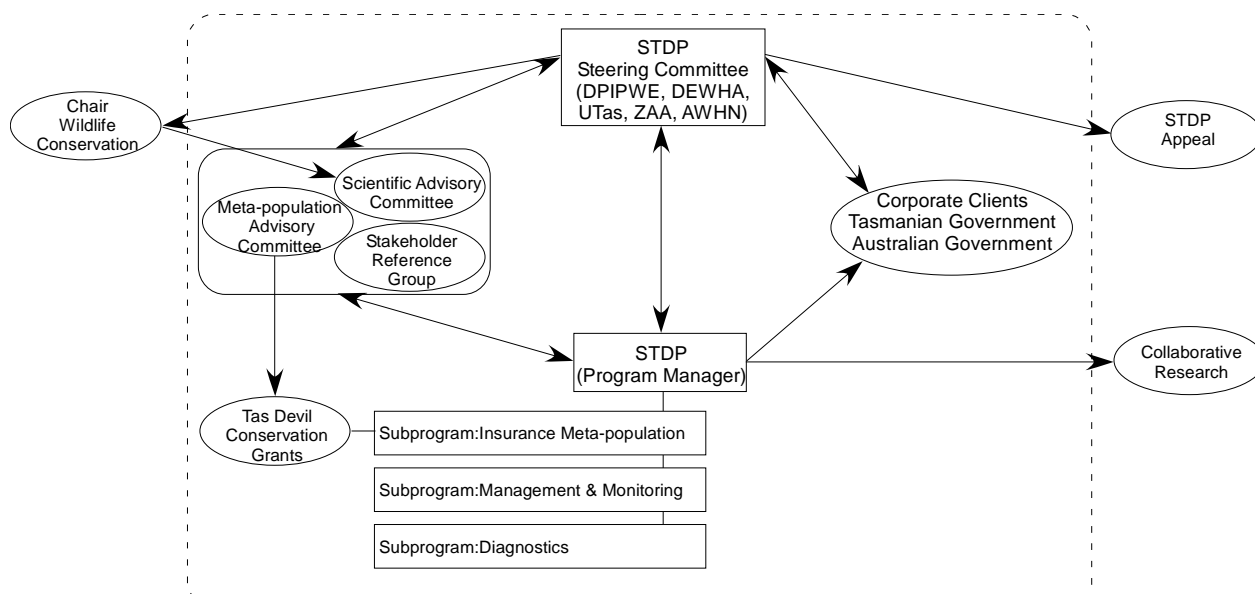 STDP
Steering Committee
(DPIPWE, DEWHA,
UTas, ZAA, AWHN)
Chair
Wildlife
Conservation
STDP
Appeal
Scientific Advisory
Committee
Meta-population
Advisory
Committee
Stakeholder
Reference
Group
Corporate Clients
Tasmanian Government
Australian Government
STDP
(Program Manager)
Collaborative
Research
Tas Devil
Conservation
Grants
Subprogram:Insurance Meta-population
Subprogram:Management & Monitoring
Subprogram:Diagnostics